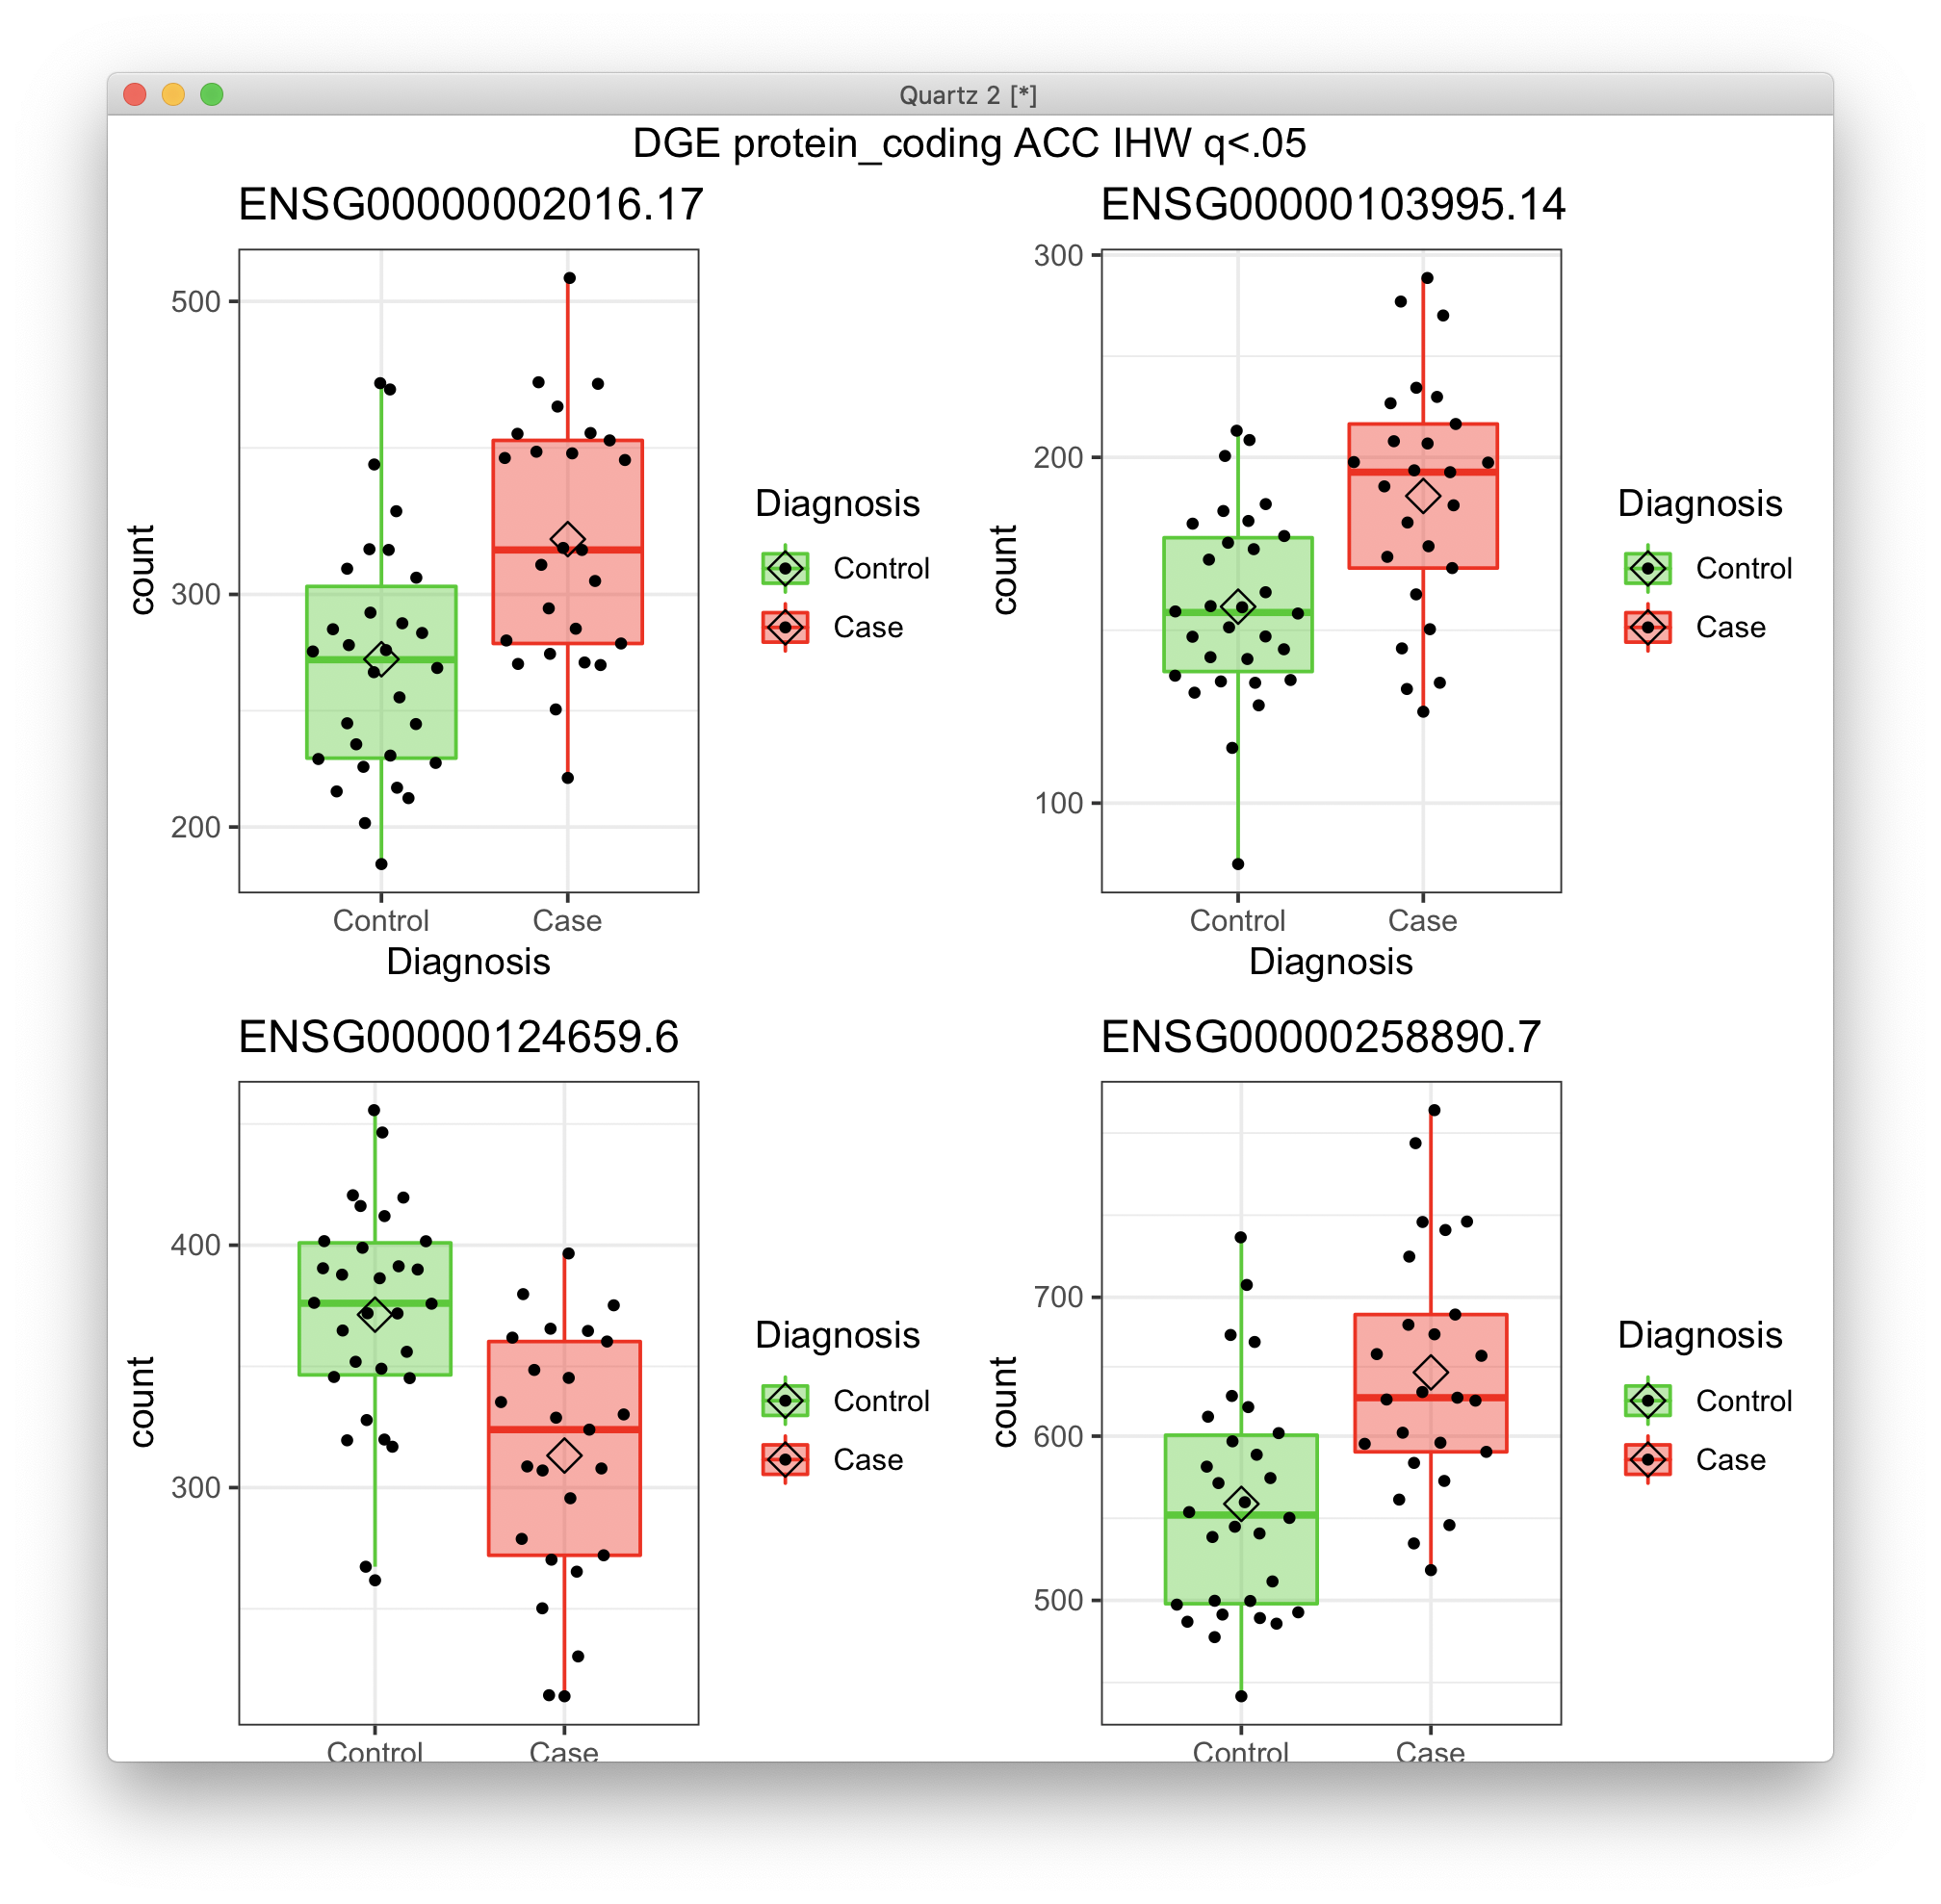 Quartz 2 [*]
DGE protein_coding ACC IHW q<.05
ENSG00000002016.17
500
300
200
count
Control Case
Diagnosis
Diagnosis
Control
Case
ENSG00000103995.14
300
200
100
count
Control Case
Diagnosis
Diagnosis
Control
Case
ENSG00000124659.6
400
300
count
Control Case
Diagnosis
Control
Case
ENSG00000258890.7
700
600
500
count
Control Case
Diagnosis
Control
Case